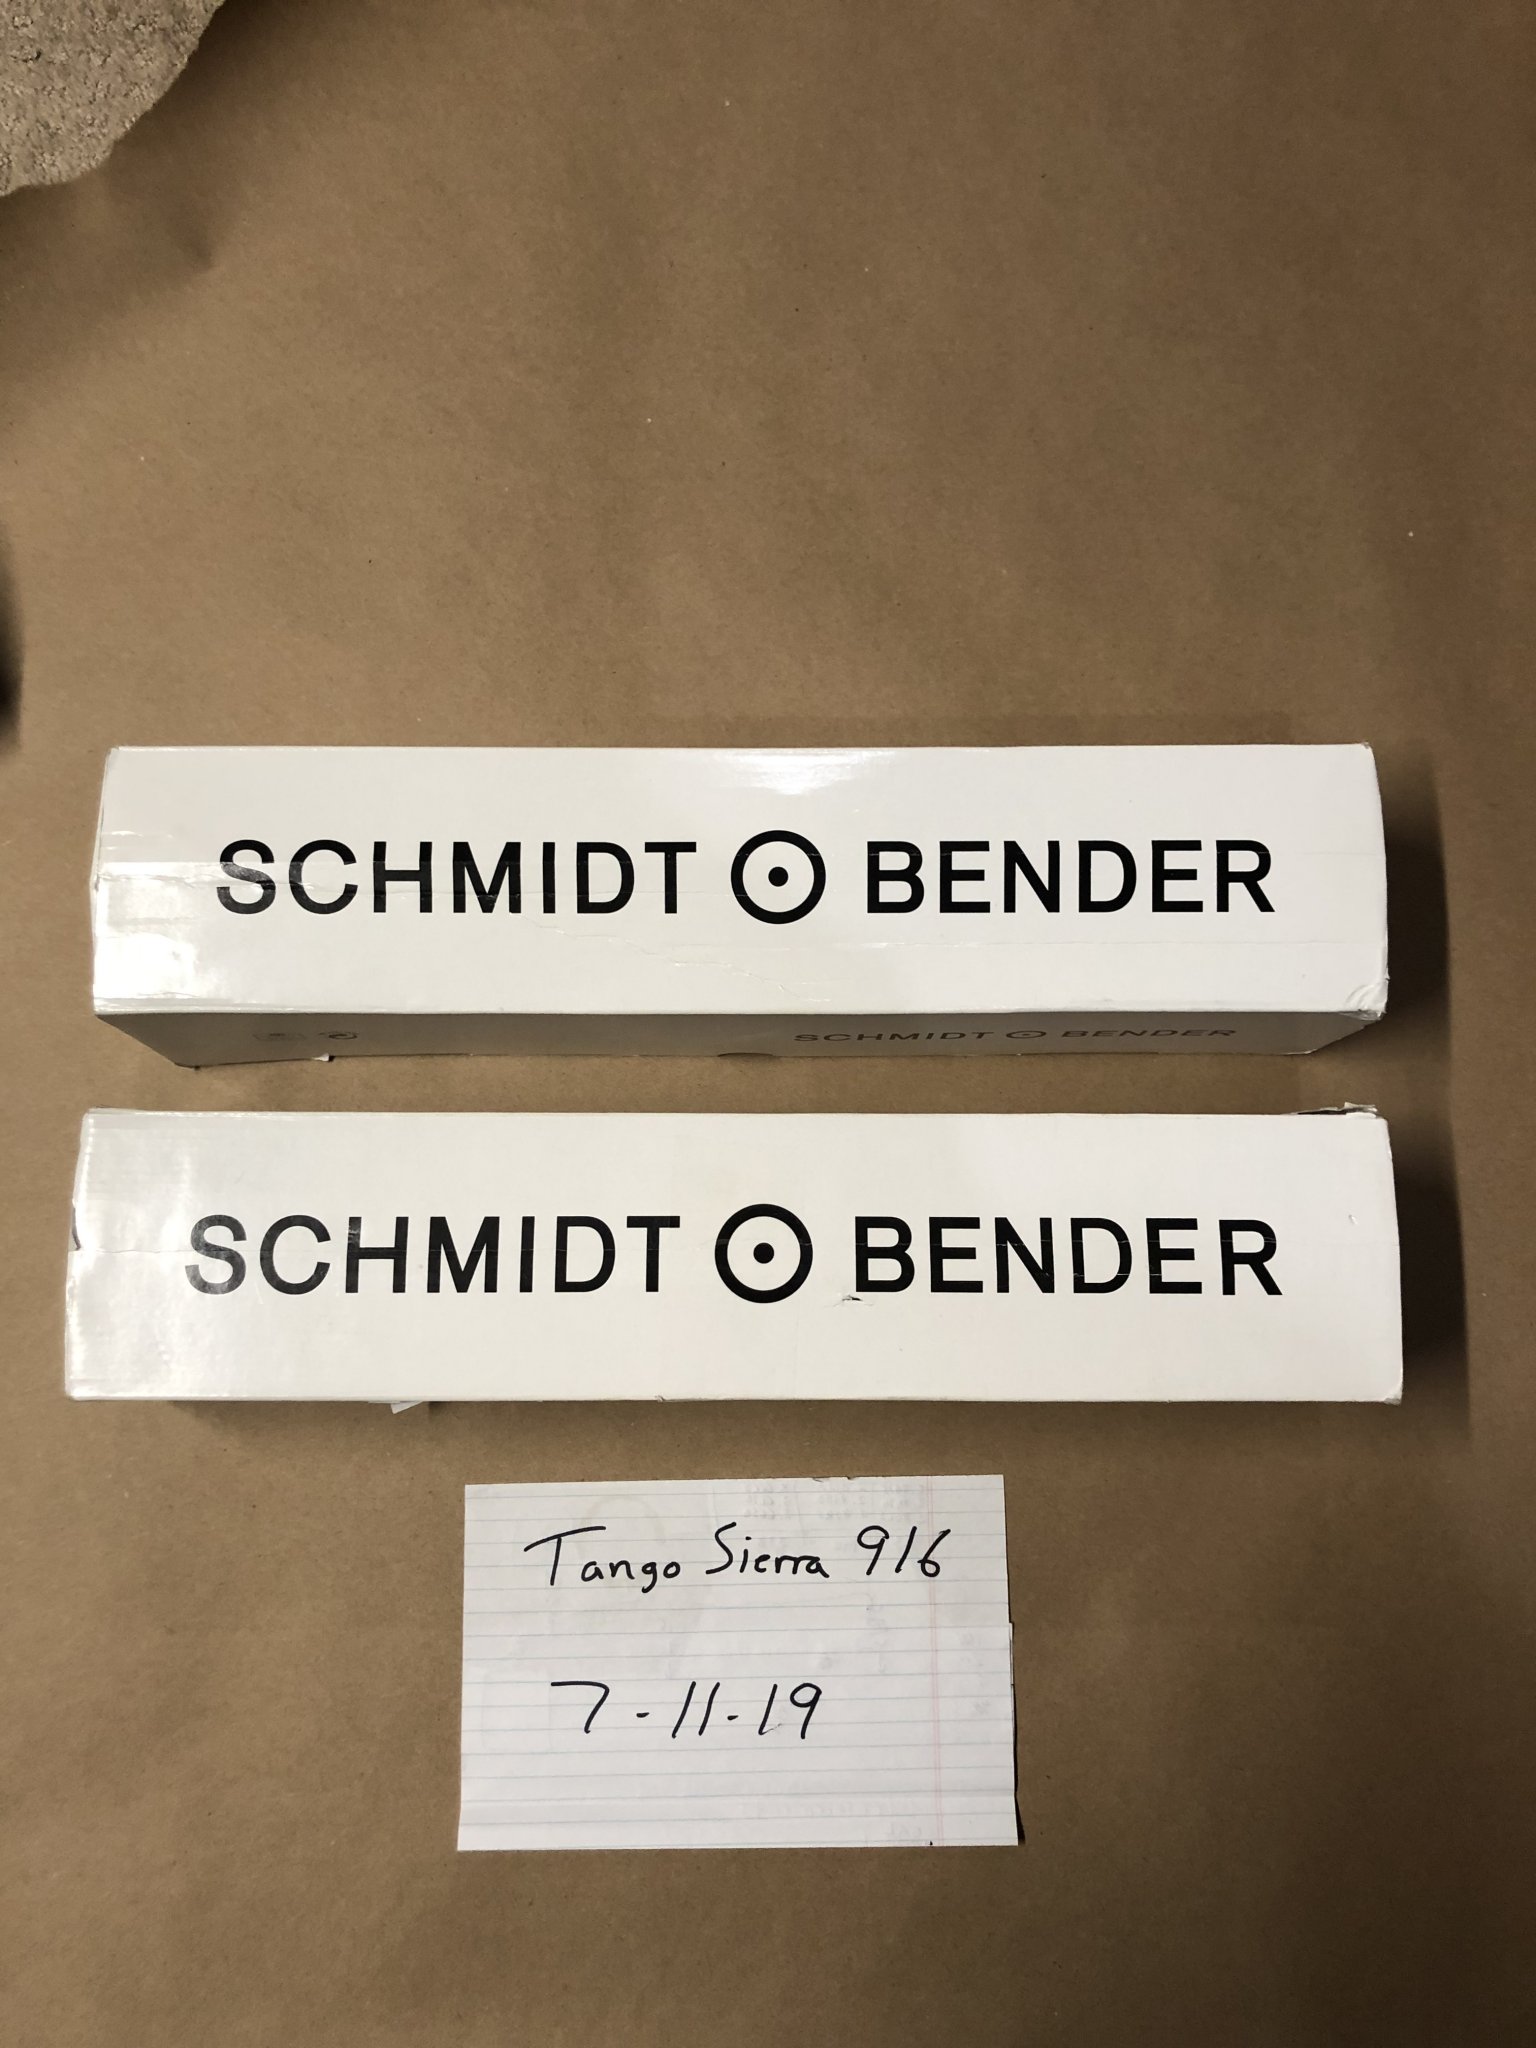 SCHMIDT BENDER
SCHMIDT BENDER
SCHMIDT BENDER
Tango Sierra 916
7-11-19